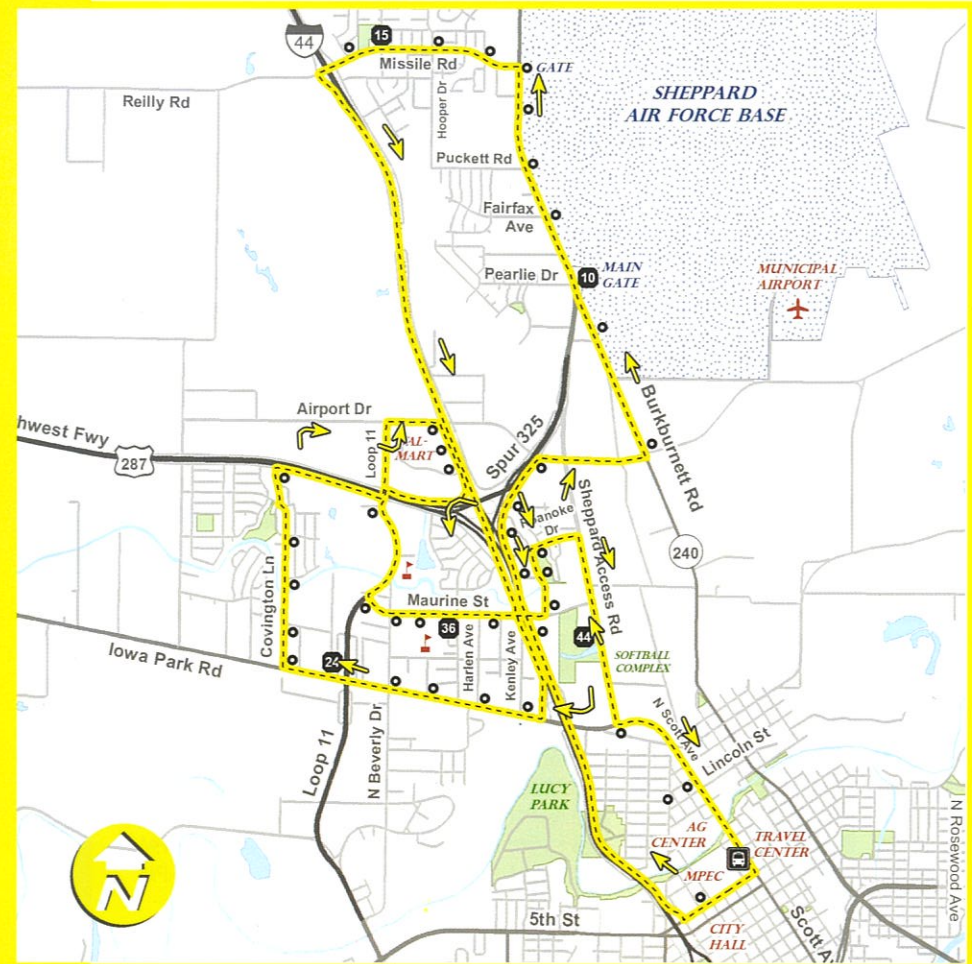 44
15
Missile Rd
GATE
Reilly Rd
Hooper Dr
SHEPPARD
AIR FORCE BASE
Puckett Rd
Fairfax
Ave
Pearlie Dr
10
MAIN
GATE
MUNICIPAL
AIRPORT
Airport Dr
hwest Fwy
287
Loop 11
AL-
MART
Spur 325
Burkburnett Rd
anoke
Dr
Sheppard Access Rd
240
Covington Ln
Maurine St
36
44
Iowa Park Rd
24
Harlen Ave
Kenley Ave
SOFTBALL
COMPLEX
N Scott Ave
Lincoln St
Loop 11
N Beverly Dr
LUCY
PARK
AG
CENTER
TRAVEL
CENTER
MPEC
N Rosewood Ave
N
5th St
CITY
HALL
Scott A